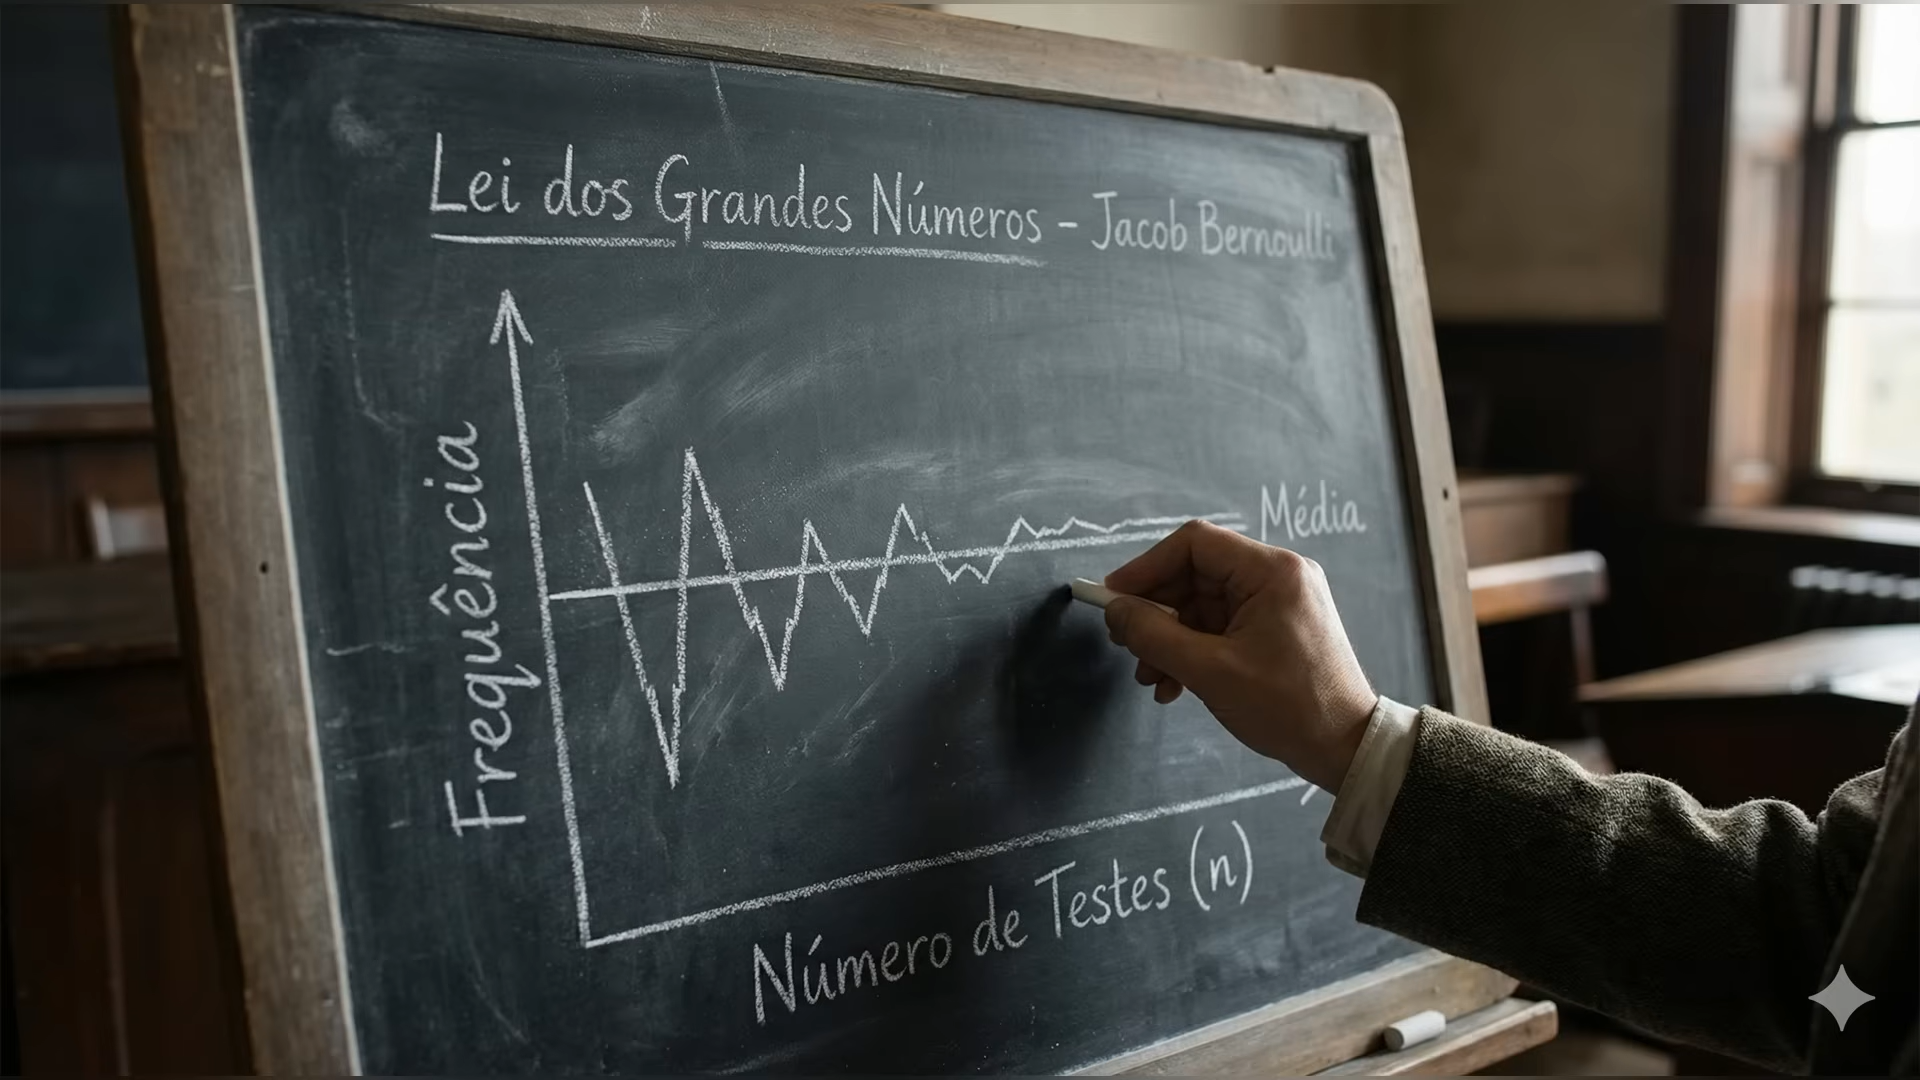 Lei dos Grandes Números - Jacob Bernoulli
Frequência
Média
Número de Testes (n)